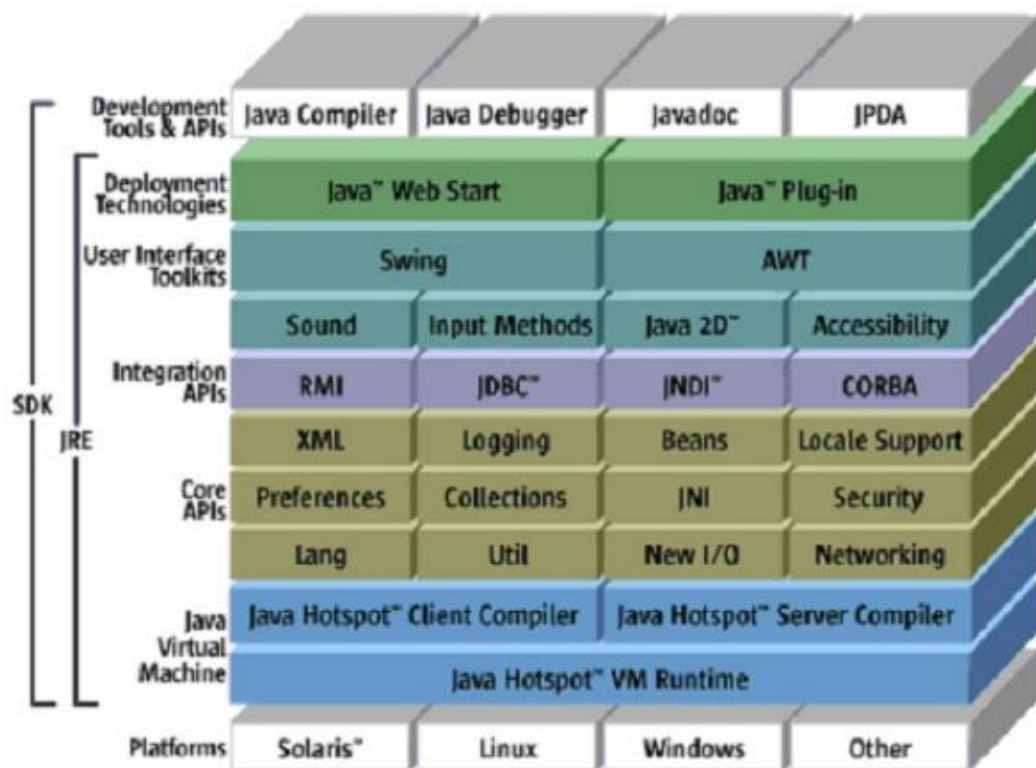 Development
Tools & APIs
Java Compiler
Java Debugger
Javadoc
JPDA
Deployment
Technologies
Java™ Web Start
Java™ Plug-in
User Interface
Toolkits
Swing
AWT
Sound
Input Methods
Java 2D™
Accessibility
Integration
APIs
RMI
JDBC™
JNDI™
CORBA
SDK
JRE
XML
Logging
Beans
Locale Support
Core
APIs
Preferences
Collections
JNI
Security
Lang
Util
New I/O
Networking
Java
Virtual
Machine
Java Hotspot™ Client Compiler
Java Hotspot™ Server Compiler
Java Hotspot™ VM Runtime
Platforms
Solaris™
Linux
Windows
Other